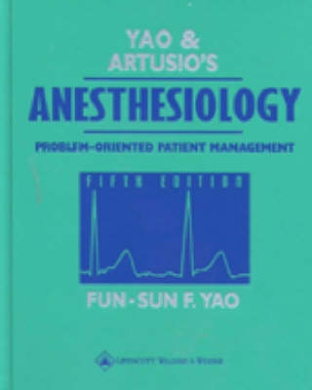 YAO &
ARTUSIO'S
ANESTHESIOLOGY
PROBLEM-ORIENTED PATIENT MANAGEMENT
FIFTH EDITION
FUN-SUN F. YAO
LIPPINCOTT WILLIAMS & WILKINS